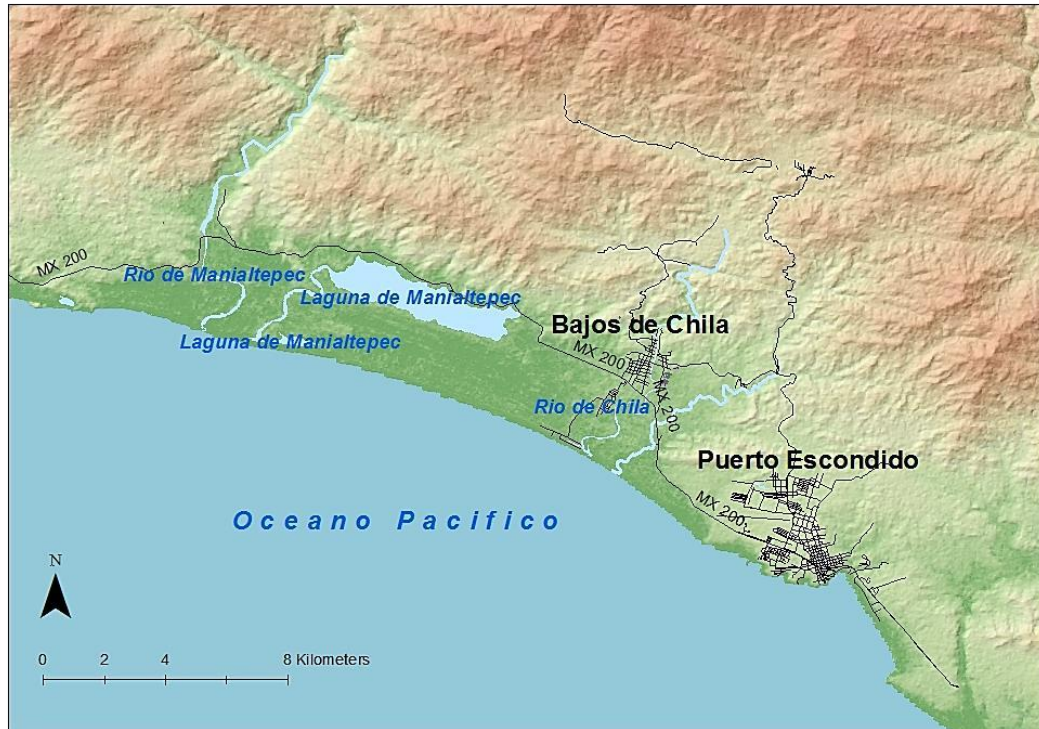 MX 200
Rio de Manialtepec
Laguna de Manialtepec
Laguna de Manialtepec
Bajos de Chila
MX 200
MX 200
Rio de Chila
Puerto Escondido
MX 200
Oceano Pacifico
N
0 2 4 8 Kilometers